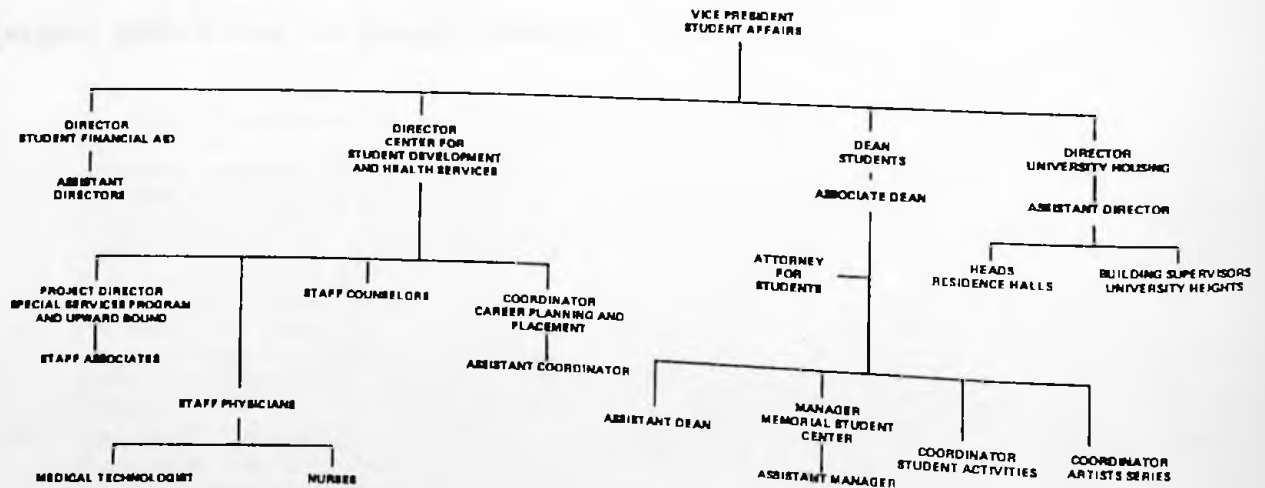 VICE PRESIDENT
STUDENT AFFAIRS
DIRECTOR
STUDENT FINANCIAL AID
ASSISTANT
DIRECTORS
DIRECTOR
CENTER FOR
STUDENT DEVELOPMENT
AND HEALTH SERVICES
DEAN
STUDENTS
ASSOCIATE DEAN
DIRECTOR
UNIVERSITY HOUSING
ASSISTANT DIRECTOR
HEADS
RESIDENCE HALLS
BUILDING SUPERVISORS
UNIVERSITY HEIGHTS
ATTORNEY
FOR
STUDENTS
PROJECT DIRECTOR
SPECIAL SERVICES PROGRAM
AND UPWARD BOUND
STAFF ASSOCIATES
STAFF COUNSELORS
COORDINATOR
CAREER PLANNING AND
PLACEMENT
ASSISTANT COORDINATOR
STAFF PHYSICIANS
MEDICAL TECHNOLOGIST
NURSES
ASSISTANT DEAN
MANAGER
MEMORIAL STUDENT
CENTER
ASSISTANT MANAGER
COORDINATOR
STUDENT ACTIVITIES
COORDINATOR
ARTISTS SERIES